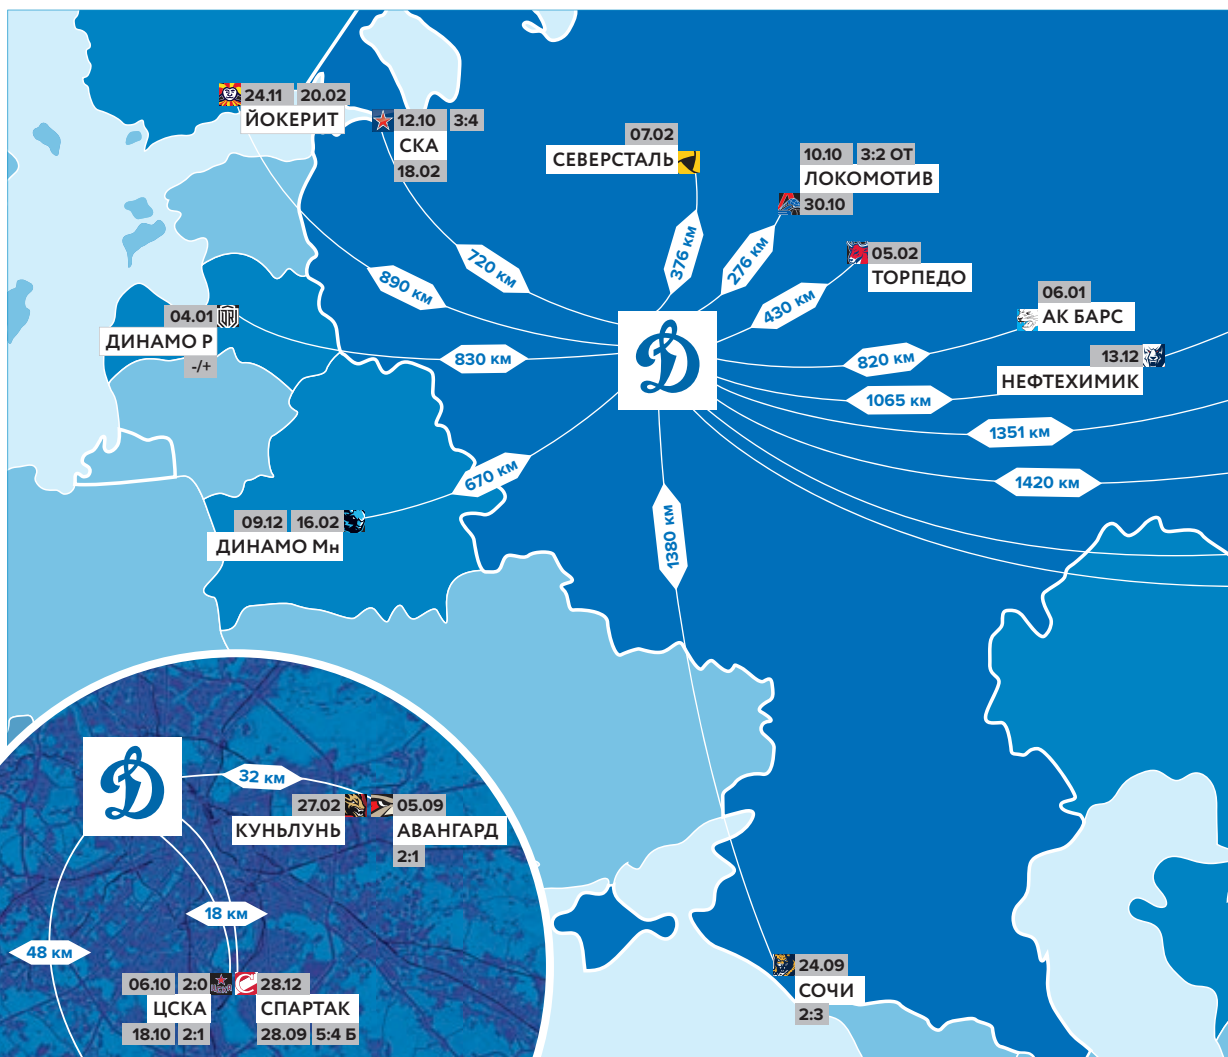 24.11 20.02
ЙОКЕРИТ
12.10 3:4
СКА
18.02
07.02
СЕВЕРСТАЛЬ
10.10 3:2 ОТ
ЛОКОМОТИВ
30.10
05.02
ТОРПЕДО
06.01
АК БАРС
13.12
НЕФТЕХИМИК
04.01
ДИНАМО Р
-/+
09.12 16.02
ДИНАМО Мн
890 км
720 км
376 км
276 км
430 км
830 км
820 км
1065 км
1351 км
1420 км
670 км
1380 км
Д
Д
32 км
27.02
КУНЬЛУНЬ
05.09
АВАНГАРД
2:1
18 км
48 км
06.10 2:0
ЦСКА
18.10 2:1
28.12
СПАРТАК
28.09 5:4 Б
24.09
СОЧИ
2:3